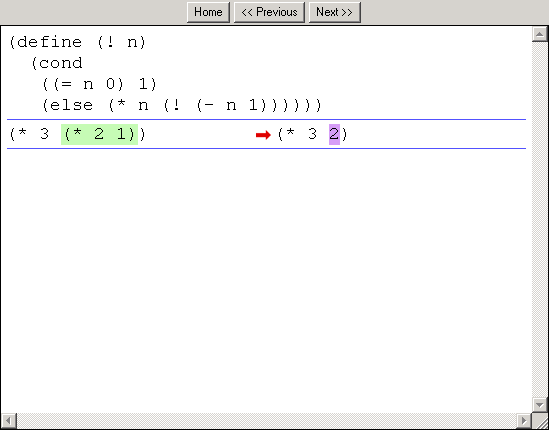 Home << Previous Next >>
(define (! n)
(cond
((= n 0) 1)
(else (* n (! (- n 1))))))
(* 3 (* 2 1)) (* 3 2)